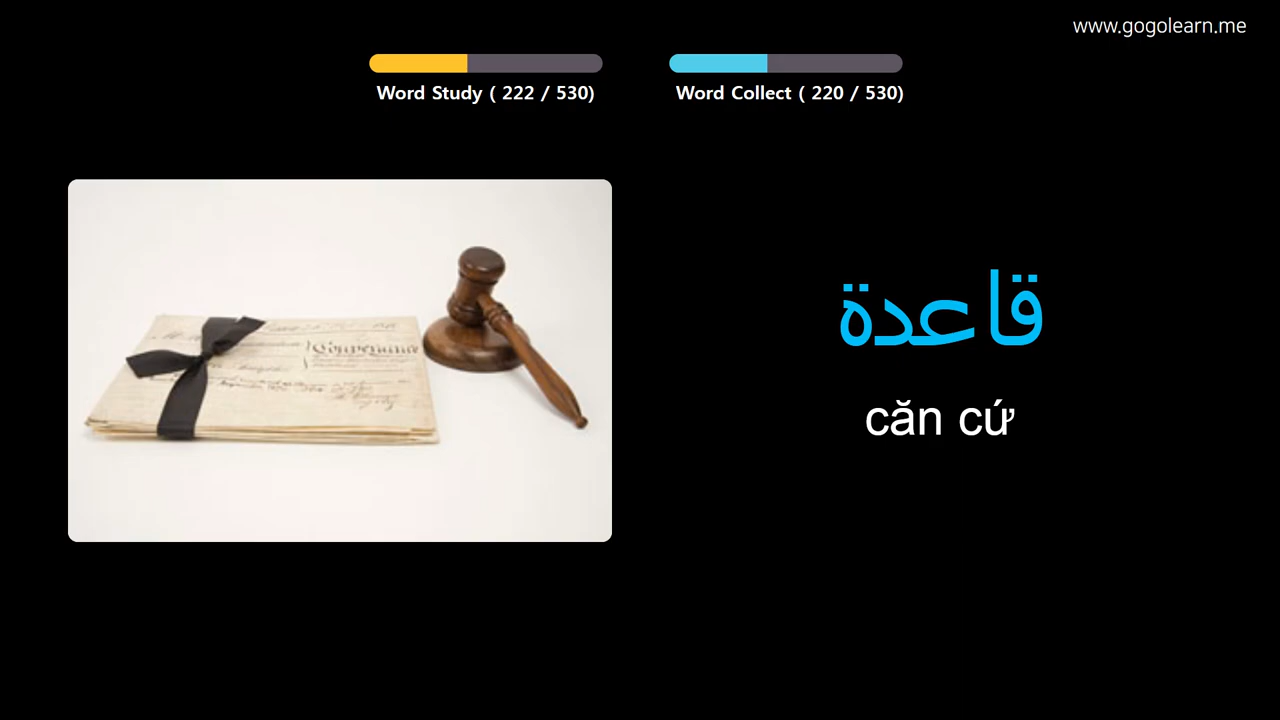 www.gogolearn.me
Word Study ( 222 / 530)
Word Collect ( 220 / 530)
قاعدة
căn cứ